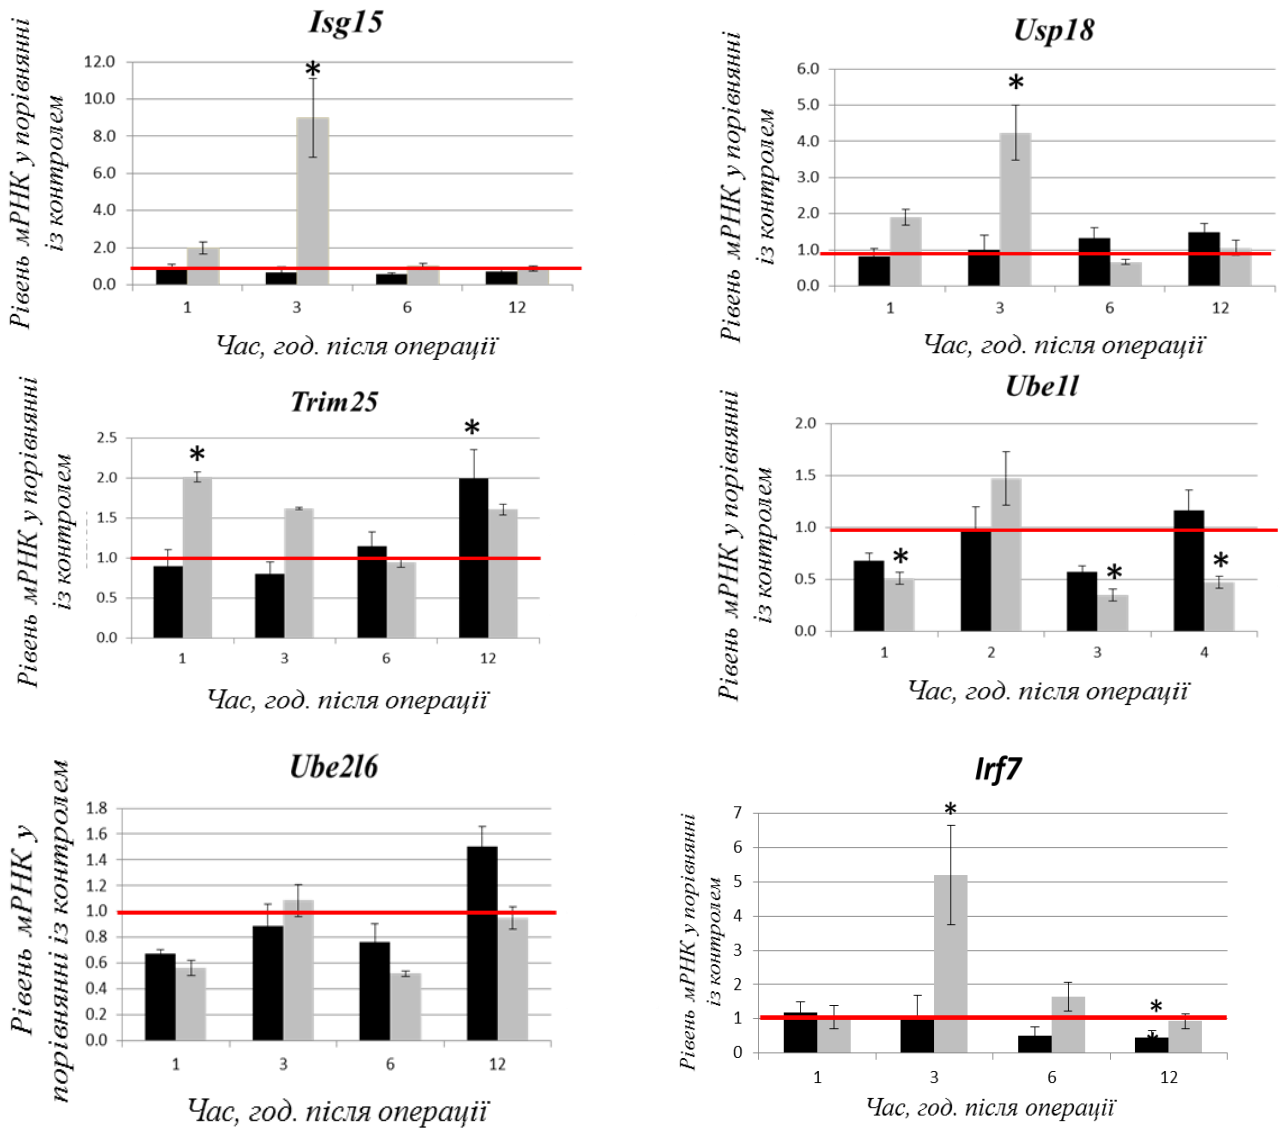 Isg15
Рівень мРНК у порівнянні
із контролем
12.0
10.0
8.0
6.0
4.0
2.0
0.0
*
1 3 6 12
Час, год. після операції
Usp18
Рівень мРНК у порівнянні
із контролем
6.0
5.0
4.0
3.0
2.0
1.0
0.0
*
1 3 6 12
Час, год. після операції
Trim25
Рівень мРНК у порівнянні
із контролем
2.5
2.0
1.5
1.0
0.5
0.0
* *
1 3 6 12
Час, год. після операції
Ube1l
Рівень мРНК у порівнянні
із контролем
2.0
1.5
1.0
0.5
0.0
* * *
1 2 3 4
Час, год. після операції
Ube2l6
Рівень мРНК у
порівнянні із контролем
1.8
1.6
1.4
1.2
1.0
0.8
0.6
0.4
0.2
0.0
1 3 6 12
Час, год. після операції
Irf7
Рівень мРНК у порівнянні
із контролем
7
6
5
4
3
2
1
0
* *
1 3 6 12
Час, год. після операції